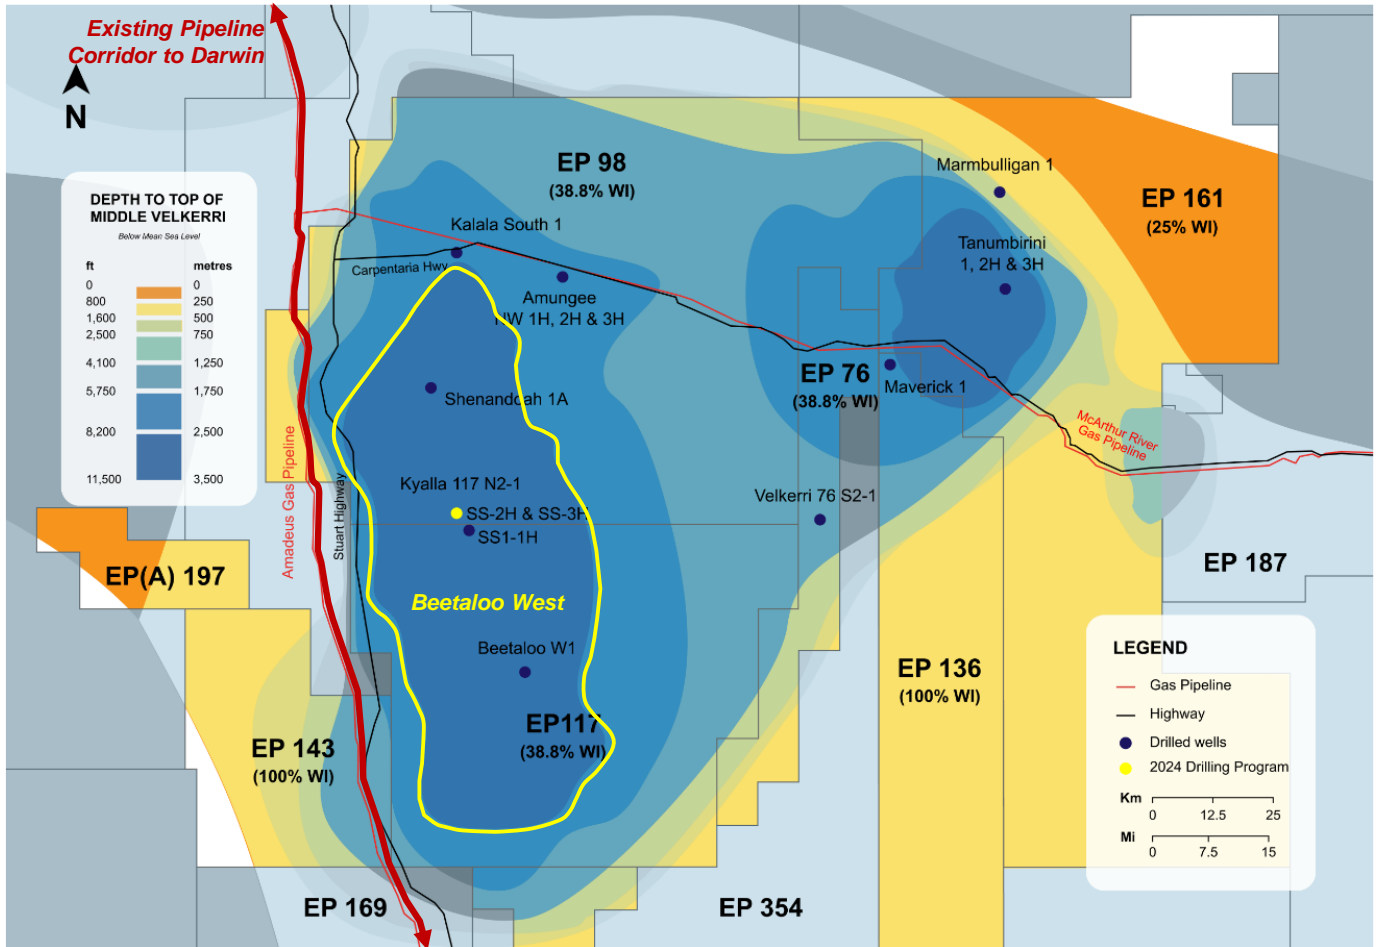 Existing Pipeline
Corridor to Darwin
N
DEPTH TO TOP OF
MIDDLE VELKERRI
Below Mean Sea Level
ft metres
0 0
800 250
1,600 500
2,500 750
4,100 1,250
5,750 1,750
8,200 2,500
11,500 3,500
EP 98
(38.8% WI)
Marmbulligan 1
EP 161
(25% WI)
Kalala South 1
Tanumbirini
1, 2H & 3H
Carpentaria Hwy
Amungee
NW 1H, 2H & 3H
EP 76
(38.8% WI)
Maverick 1
Shenandoah 1A
McArthur River
Gas Pipeline
Amadeus Gas Pipeline
Stuart Highway
Kyalla 117 N2-1
SS-2H & SS-3H
SS1-1H
Velkerri 76 S2-1
EP(A) 197
EP 187
Beetaloo West
Beetaloo W1
EP 136
(100% WI)
EP117
(38.8% WI)
EP 143
(100% WI)
EP 169
EP 354
LEGEND
Gas Pipeline
Highway
Drilled wells
2024 Drilling Program
Km
0 12.5 25
Mi
0 7.5 15